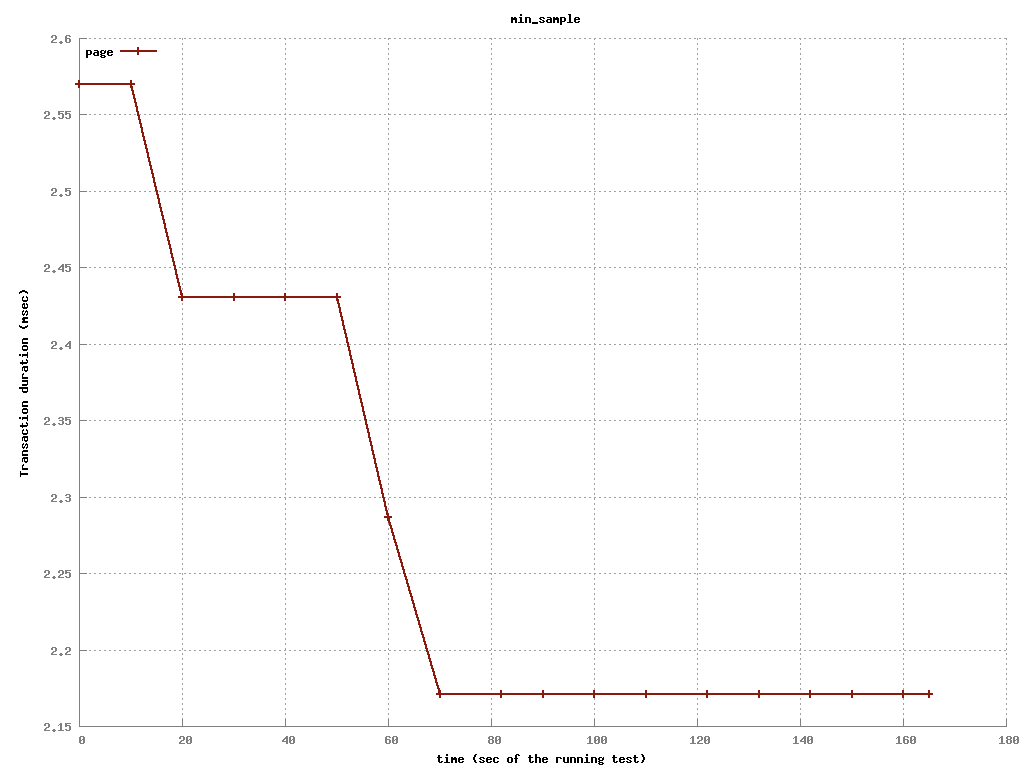 min_sample
page
2.6
2.55
2.5
2.45
2.4
2.35
2.3
2.25
2.2
2.15
Transaction duration (msec)
0 20 40 60 80 100 120 140 160 180
time (sec of the running test)